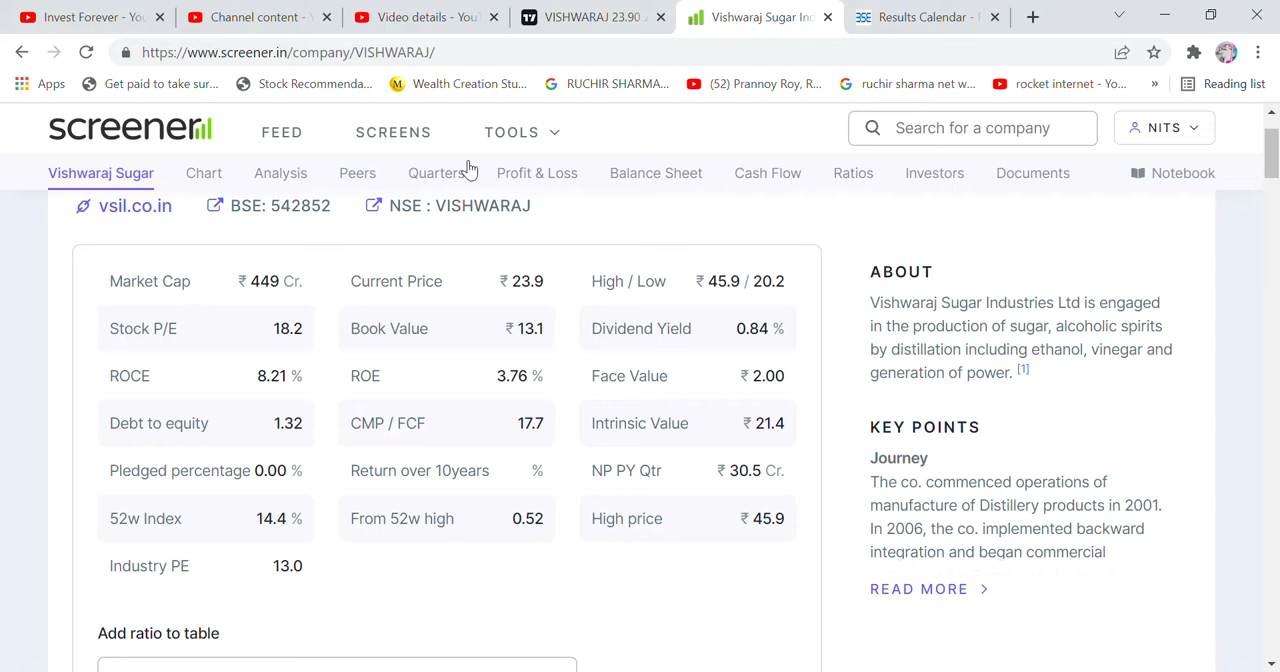 Invest Forever - You
Channel content - Y
Video details - YouT
VISHWARAJ 23.90
Vishwaraj Sugar Ind
Results Calendar -
https://www.screener.in/company/VISHWARAJ/
Apps
Get paid to take sur...
Stock Recommenda...
Wealth Creation Stu...
RUCHIR SHARMA...
(52) Prannoy Roy, R...
ruchir sharma net w...
rocket internet - Yo...
»
Reading list
screener
FEED
SCREENS
TOOLS
Search for a company
NITS
Vishwaraj Sugar
Chart
Analysis
Peers
Quarters
Profit & Loss
Balance Sheet
Cash Flow
Ratios
Investors
Documents
Notebook
vsil.co.in
BSE: 542852
NSE : VISHWARAJ
Market Cap ₹ 449 Cr.
Current Price ₹ 23.9
High / Low ₹ 45.9 / 20.2
Stock P/E 18.2
Book Value ₹ 13.1
Dividend Yield 0.84 %
ROCE 8.21 %
ROE 3.76 %
Face Value ₹ 2.00
Debt to equity 1.32
CMP / FCF 17.7
Intrinsic Value ₹ 21.4
Pledged percentage 0.00 %
Return over 10years %
NP PY Qtr ₹ 30.5 Cr.
52w Index 14.4 %
From 52w high 0.52
High price ₹ 45.9
Industry PE 13.0
Add ratio to table
ABOUT
Vishwaraj Sugar Industries Ltd is engaged
in the production of sugar, alcoholic spirits
by distillation including ethanol, vinegar and
generation of power. [1]
KEY POINTS
Journey
The co. commenced operations of
manufacture of Distillery products in 2001.
In 2006, the co. implemented backward
integration and began commercial
READ MORE